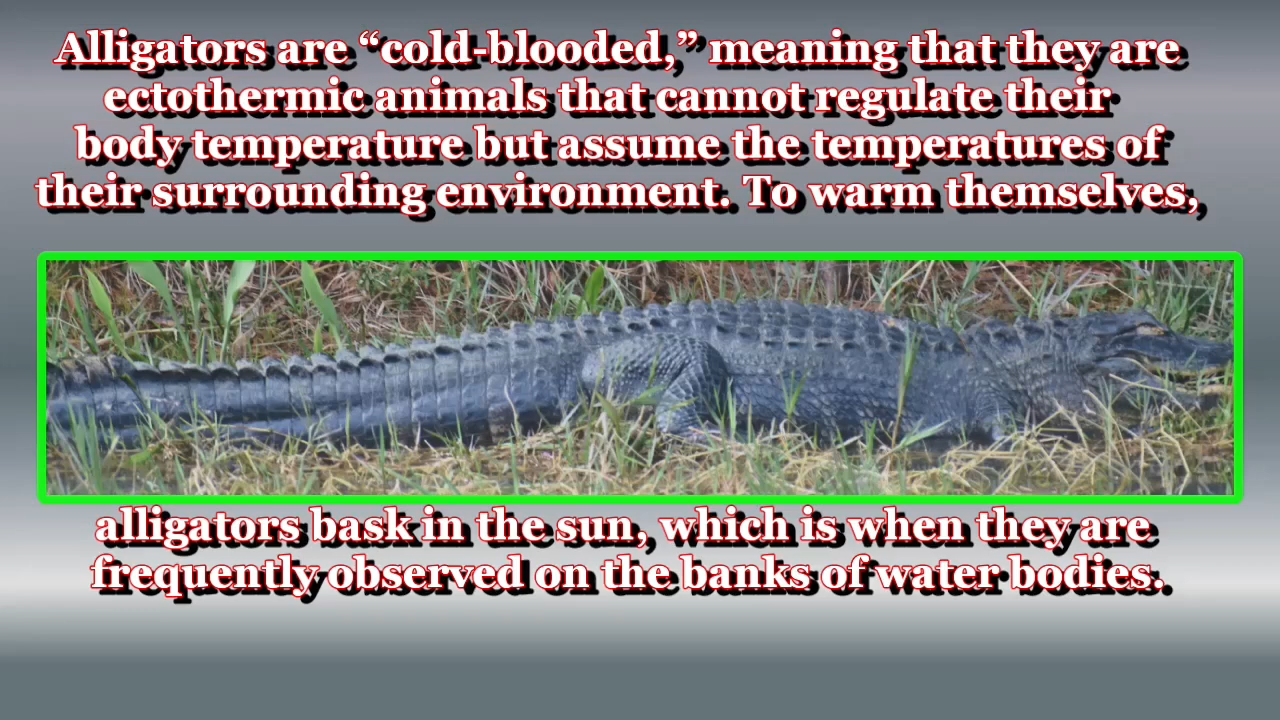 Alligators are “cold-blooded,” meaning that they are
ectothermic animals that cannot regulate their
body temperature but assume the temperatures of
their surrounding environment. To warm themselves,
alligators bask in the sun, which is when they are
frequently observed on the banks of water bodies.